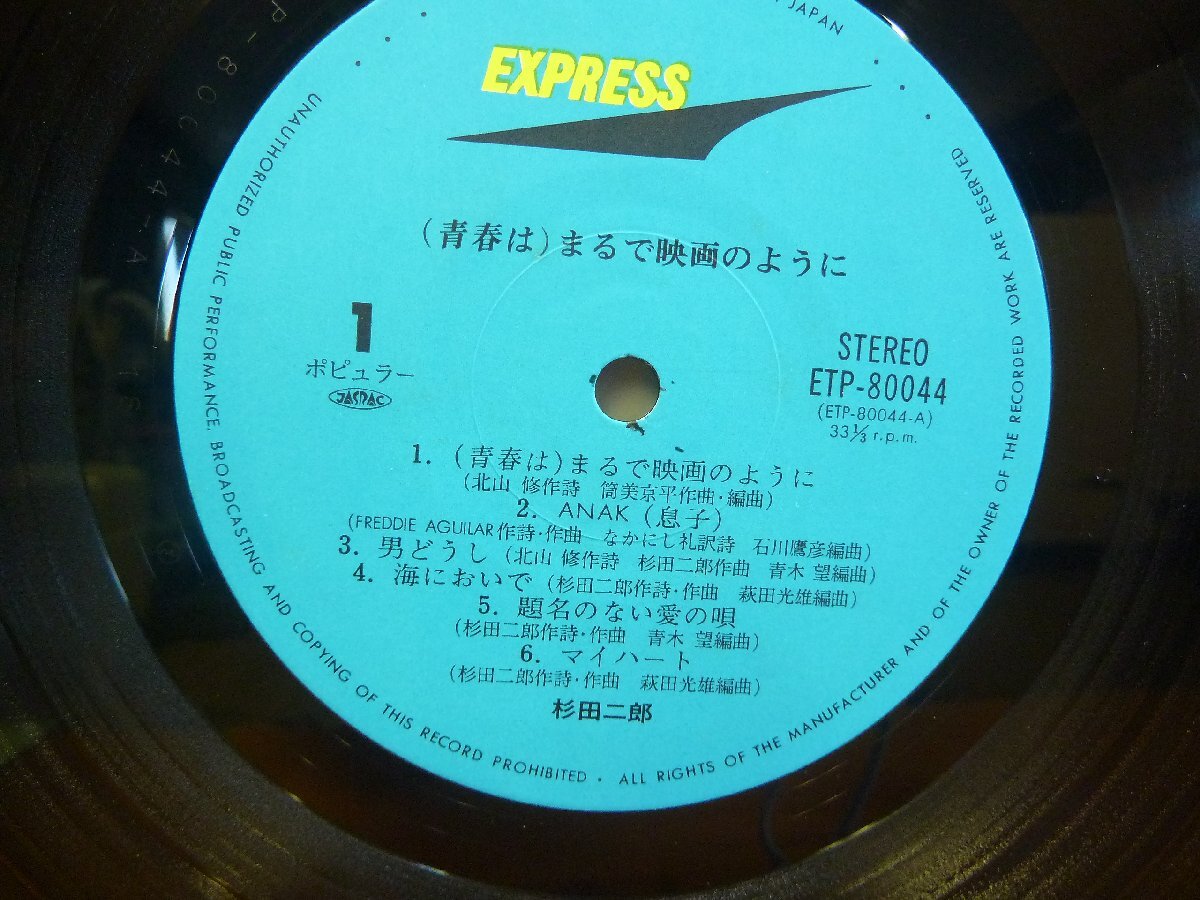 JAPAN
EXPRESS
(青春は)まるで映画のように
1
ポピュラー
JASRAC
STEREO
ETP-80044
(ETP-80044-A)
33⅓ r.p.m.
1. (青春は)まるで映画のように
(北山 修作詩 筒美京平作曲・編曲)
2. ANAK (息子)
(FREDDIE AGUILAR作詩・作曲 なかにし礼訳詩 石川鷹彦編曲)
3. 男どうし (北山 修作詩 杉田二郎作曲 青木 望編曲)
4. 海においで (杉田二郎作詩・作曲 萩田光雄編曲)
5. 題名のない愛の唄
(杉田二郎作詩・作曲 青木 望編曲)
6. マイハート
(杉田二郎作詩・作曲 萩田光雄編曲)
杉田二郎
UNAUTHORIZED PUBLIC PERFORMANCE, BROADCASTING AND COPYING OF THIS RECORD PROHIBITED · ALL RIGHTS OF THE MANUFACTURER AND OF THE OWNER OF THE RECORDED WORK ARE RESERVED